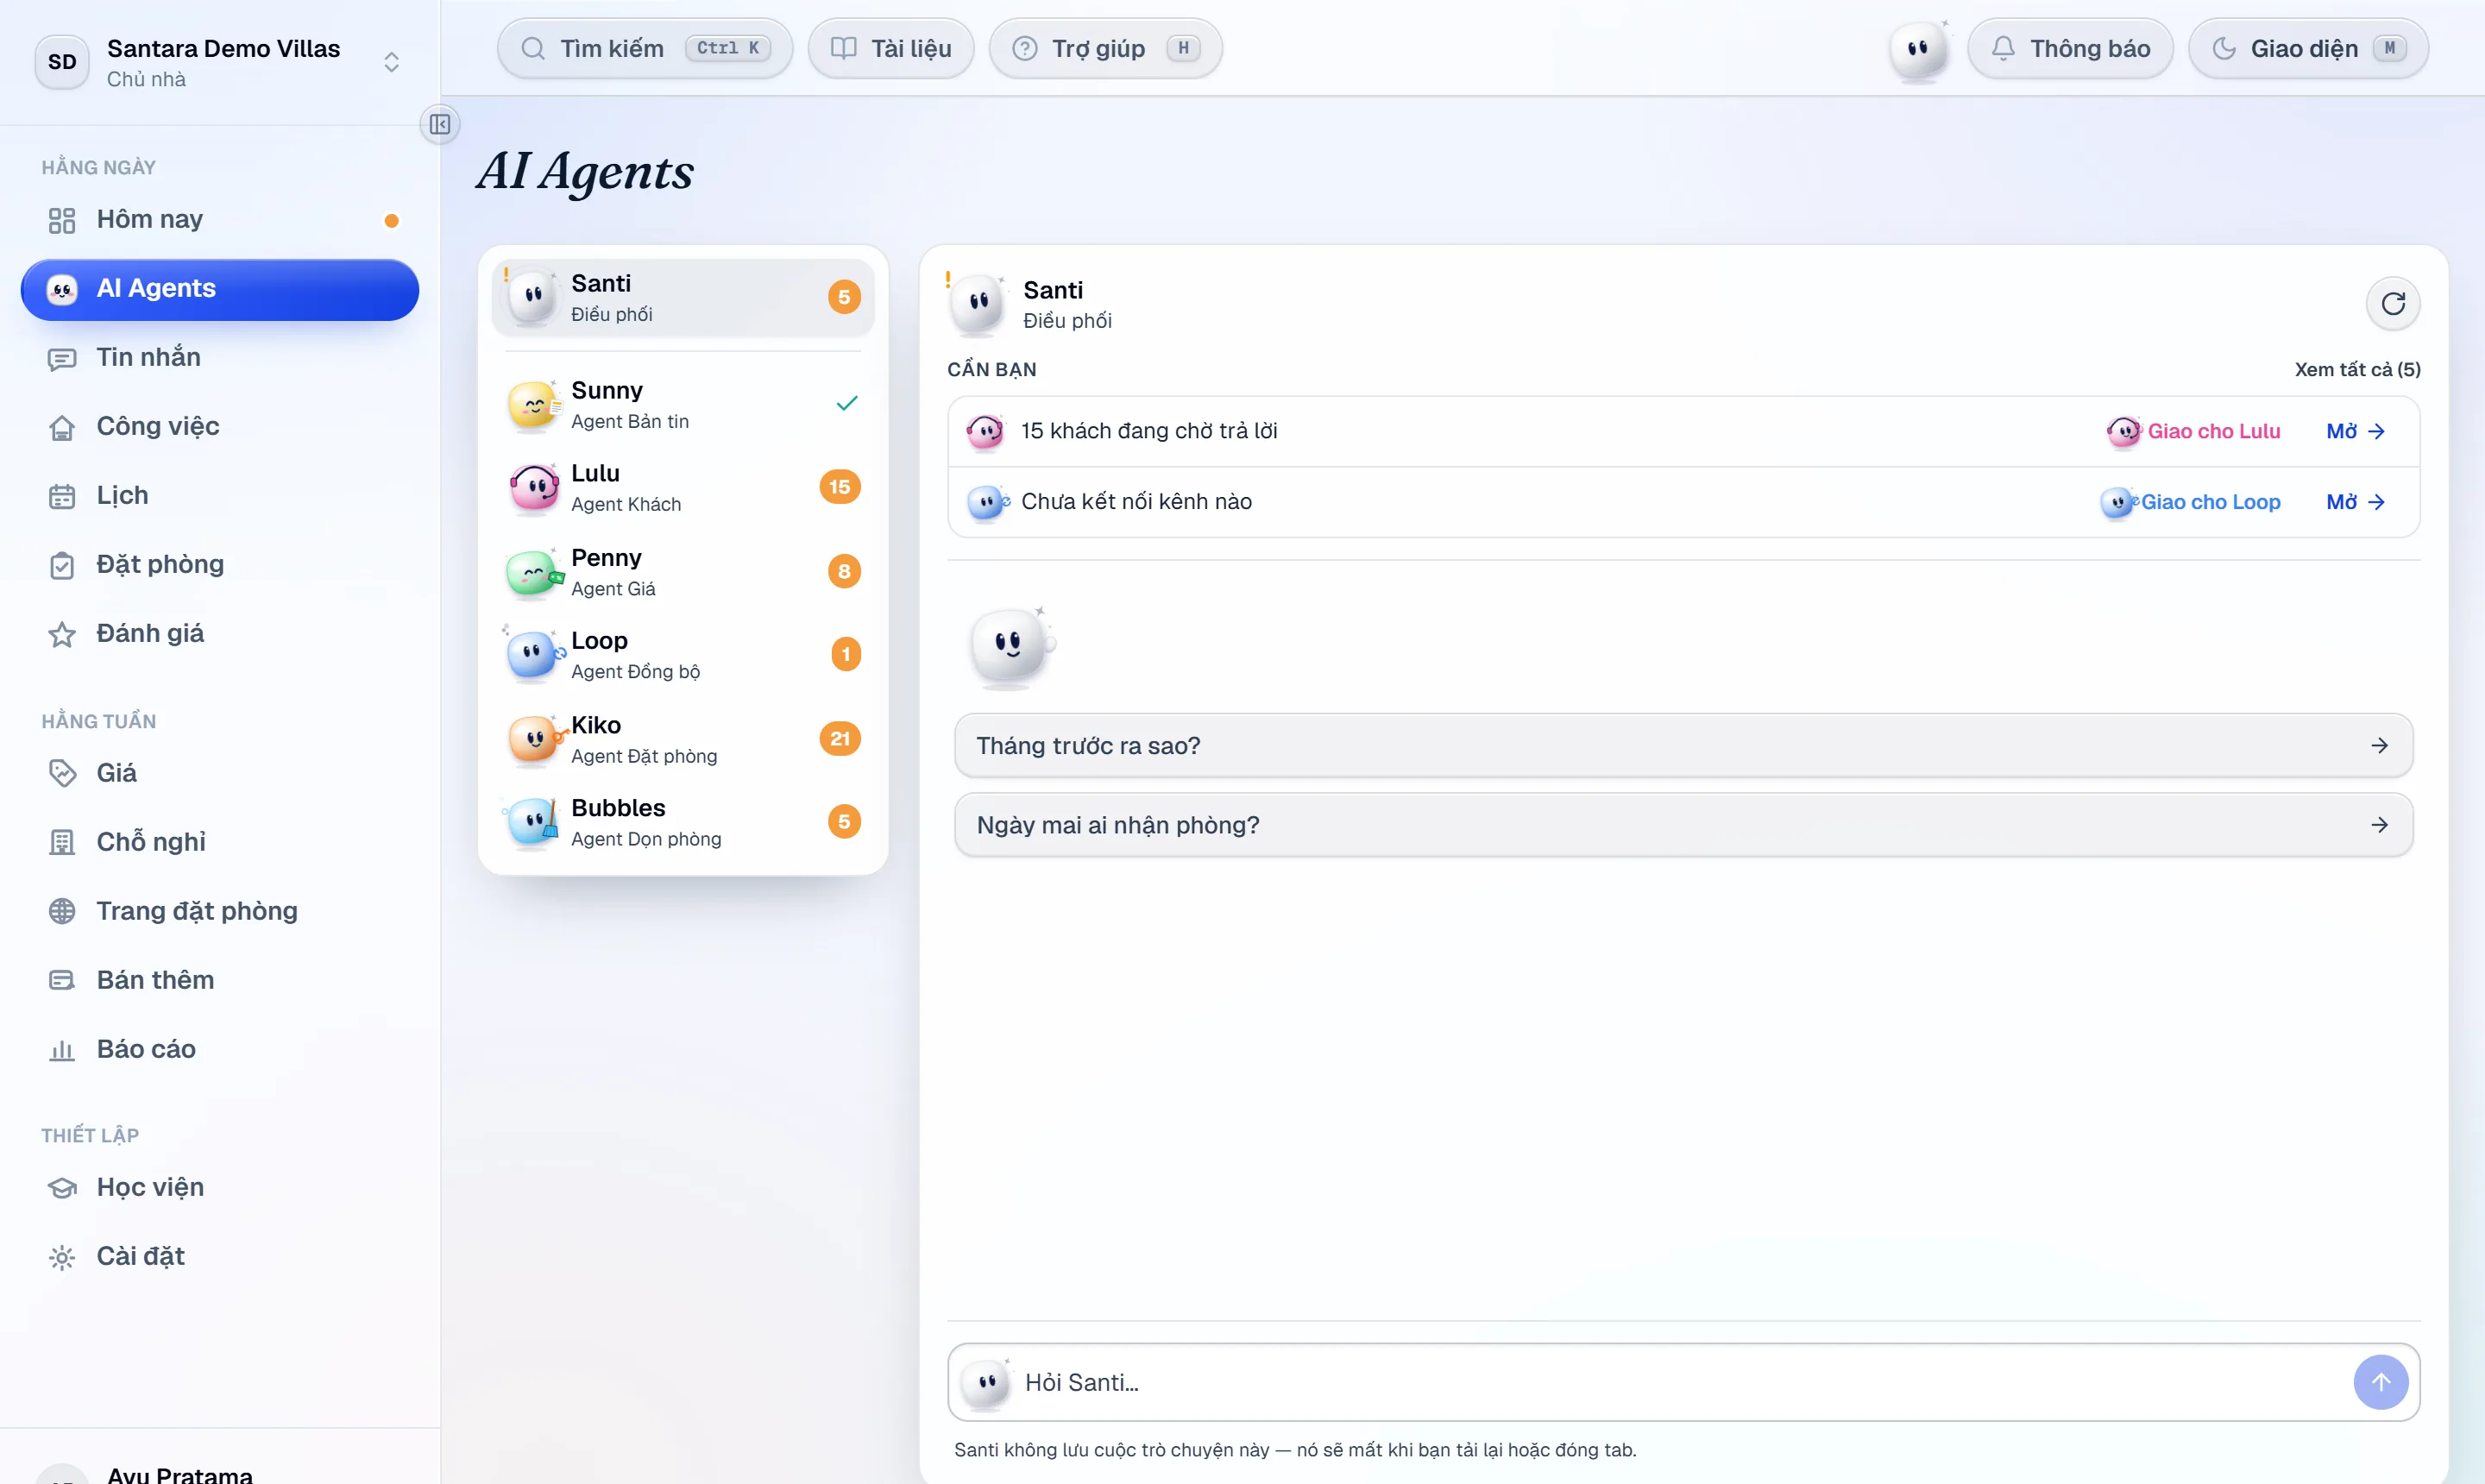 SD
Santara Demo Villas
Chủ nhà
HẰNG NGÀY
Hôm nay
AI Agents
Tin nhắn
Công việc
Lịch
Đặt phòng
Đánh giá
HẰNG TUẦN
Giá
Chỗ nghỉ
Trang đặt phòng
Bán thêm
Báo cáo
THIẾT LẬP
Học viện
Cài đặt
Ayu Pratama
Tìm kiếm Ctrl K
Tài liệu
Trợ giúp H
Thông báo
Giao diện M
AI Agents
Santi
Điều phối
5
Sunny
Agent Bản tin
Lulu
Agent Khách
15
Penny
Agent Giá
8
Loop
Agent Đồng bộ
1
Kiko
Agent Đặt phòng
21
Bubbles
Agent Dọn phòng
5
Santi
Điều phối
CẦN BẠN
Xem tất cả (5)
15 khách đang chờ trả lời
Giao cho Lulu
Mở
Chưa kết nối kênh nào
Giao cho Loop
Mở
Tháng trước ra sao?
Ngày mai ai nhận phòng?
Hỏi Santi...
Santi không lưu cuộc trò chuyện này — nó sẽ mất khi bạn tải lại hoặc đóng tab.